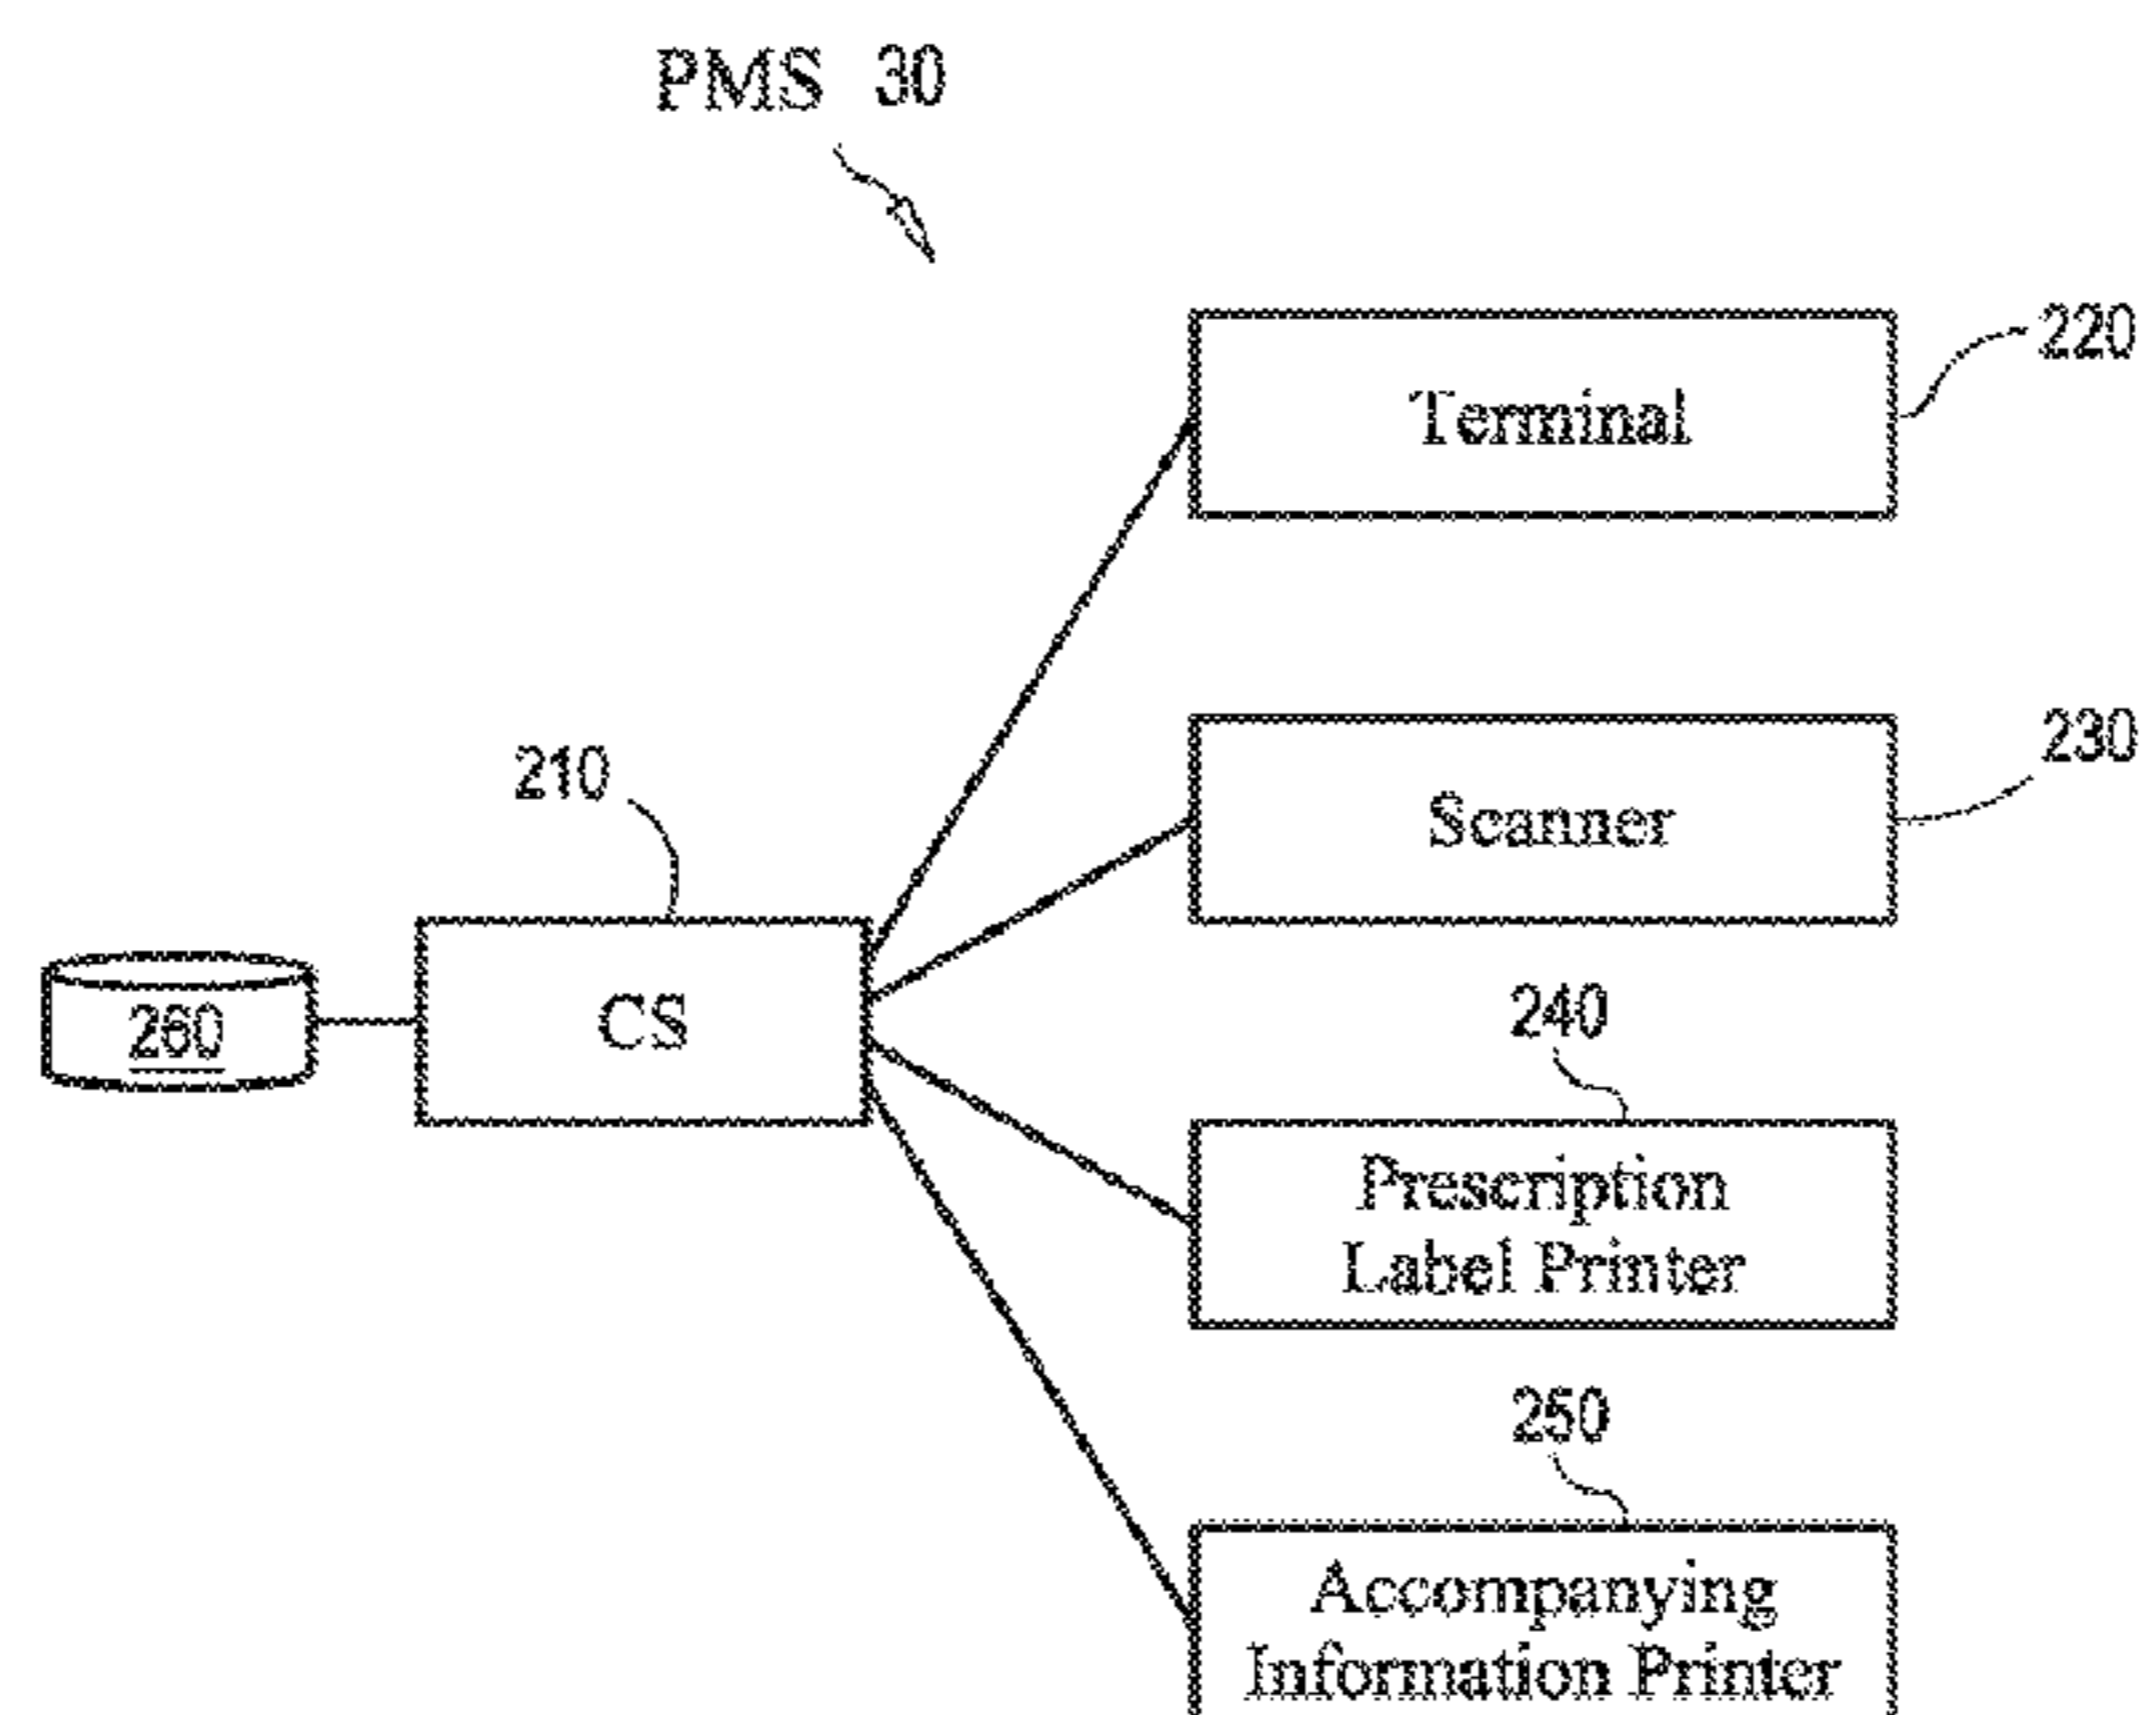 PMS 30
220
Terminal
230
Scanner
210
260
CS
240
Prescription
Label Printer
250
Accompanying
Information Printer